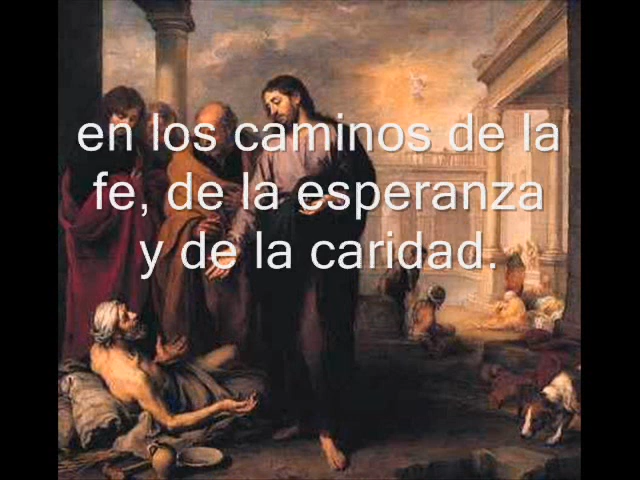 en los caminos de la
fe, de la esperanza
y de la caridad.